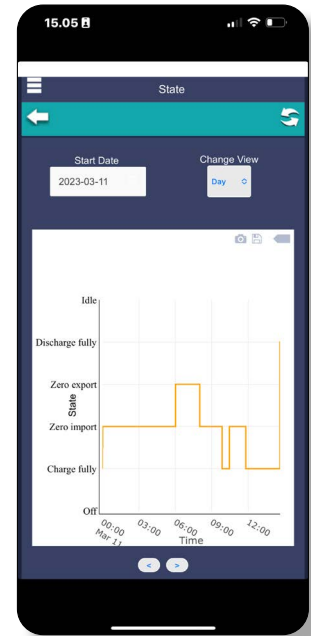 15.05
State
Start Date
Change View
2023-03-11
Day
Idle
Discharge fully
Zero export
State
Zero import
Charge fully
Off
00:00
03:00
06:00
09:00
12:00
Mar 11
Time
<
>